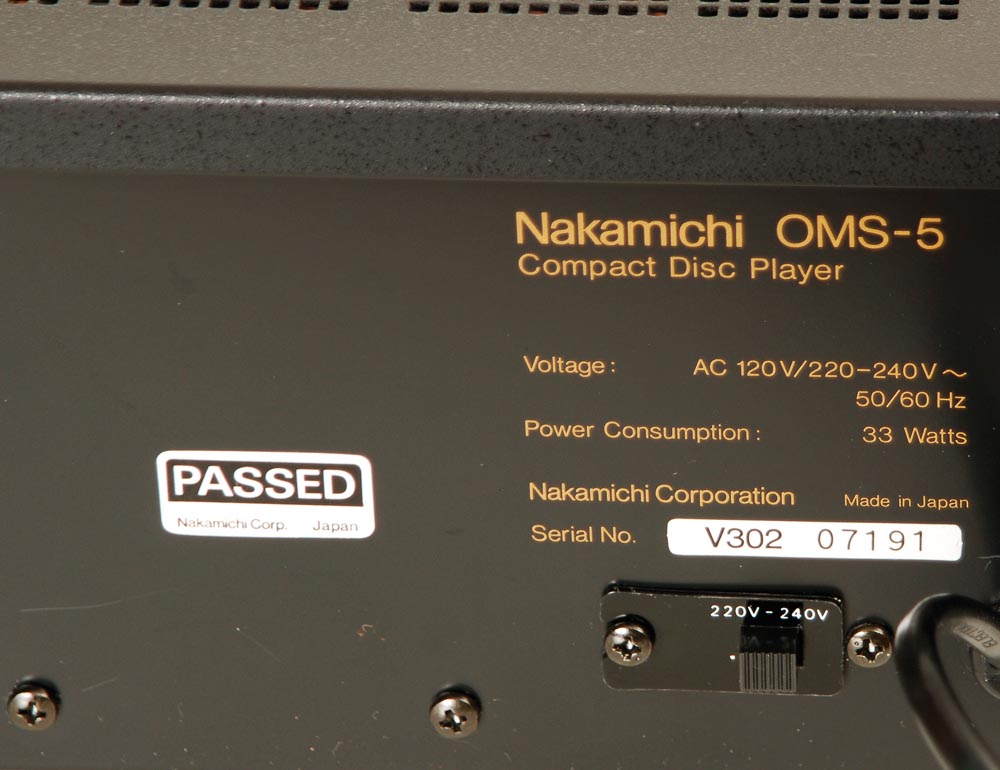 Nakamichi OMS-5
Compact Disc Player
Voltage: AC 120V/220-240V~
50/60 Hz
Power Consumption: 33 Watts
PASSED
Nakamichi Corp. Japan
Nakamichi Corporation Made in Japan
Serial No. V302 07191
220V-240V